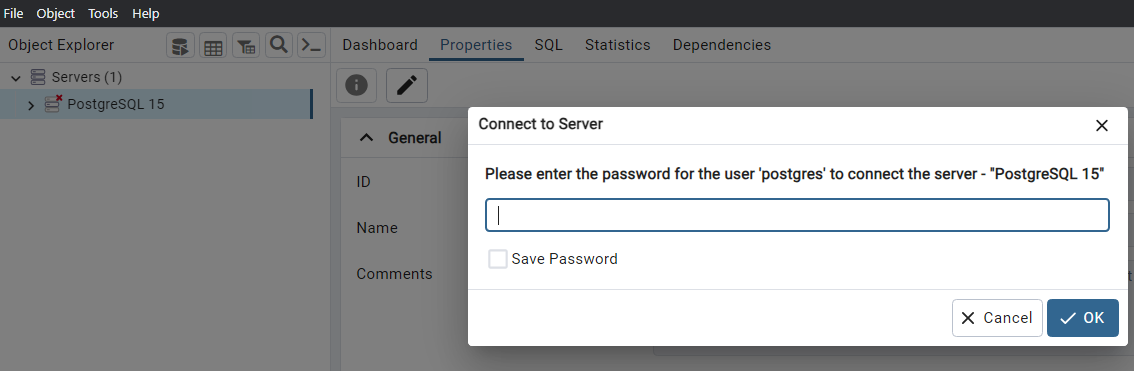 File Object Tools Help
Object Explorer
Dashboard Properties SQL Statistics Dependencies
Servers (1)
PostgreSQL 15
General
ID
Name
Comments
Connect to Server
Please enter the password for the user 'postgres' to connect the server - "PostgreSQL 15"
Save Password
Cancel
OK